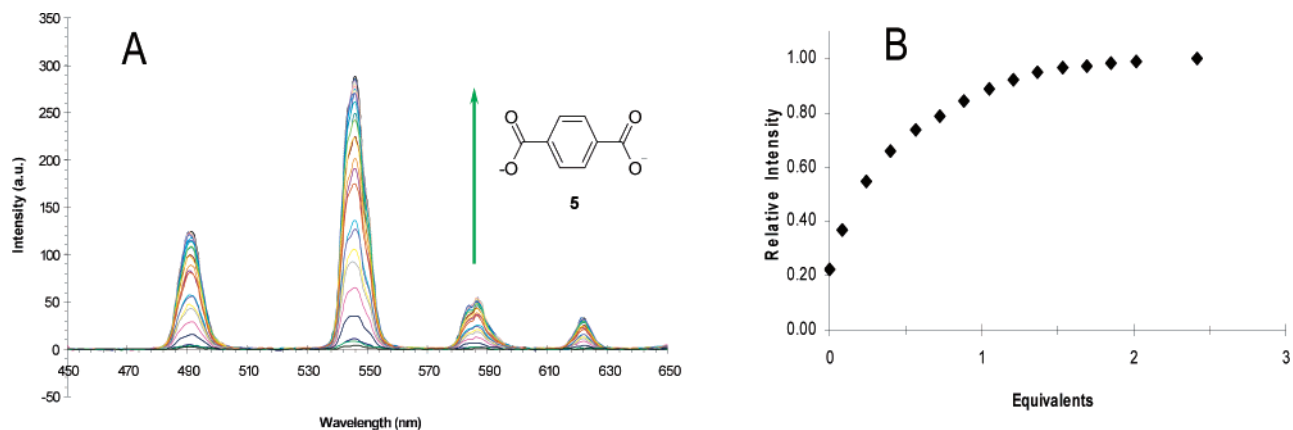 A
350
300
250
200
150
100
50
0
-50
Intensity (a.u.)
450 470 490 510 530 550 570 590 610 630 650
Wavelength (nm)
O O
-O O-
5
B
1.00
0.80
0.60
0.40
0.20
0.00
Relative Intensity
0 1 2 3
Equivalents